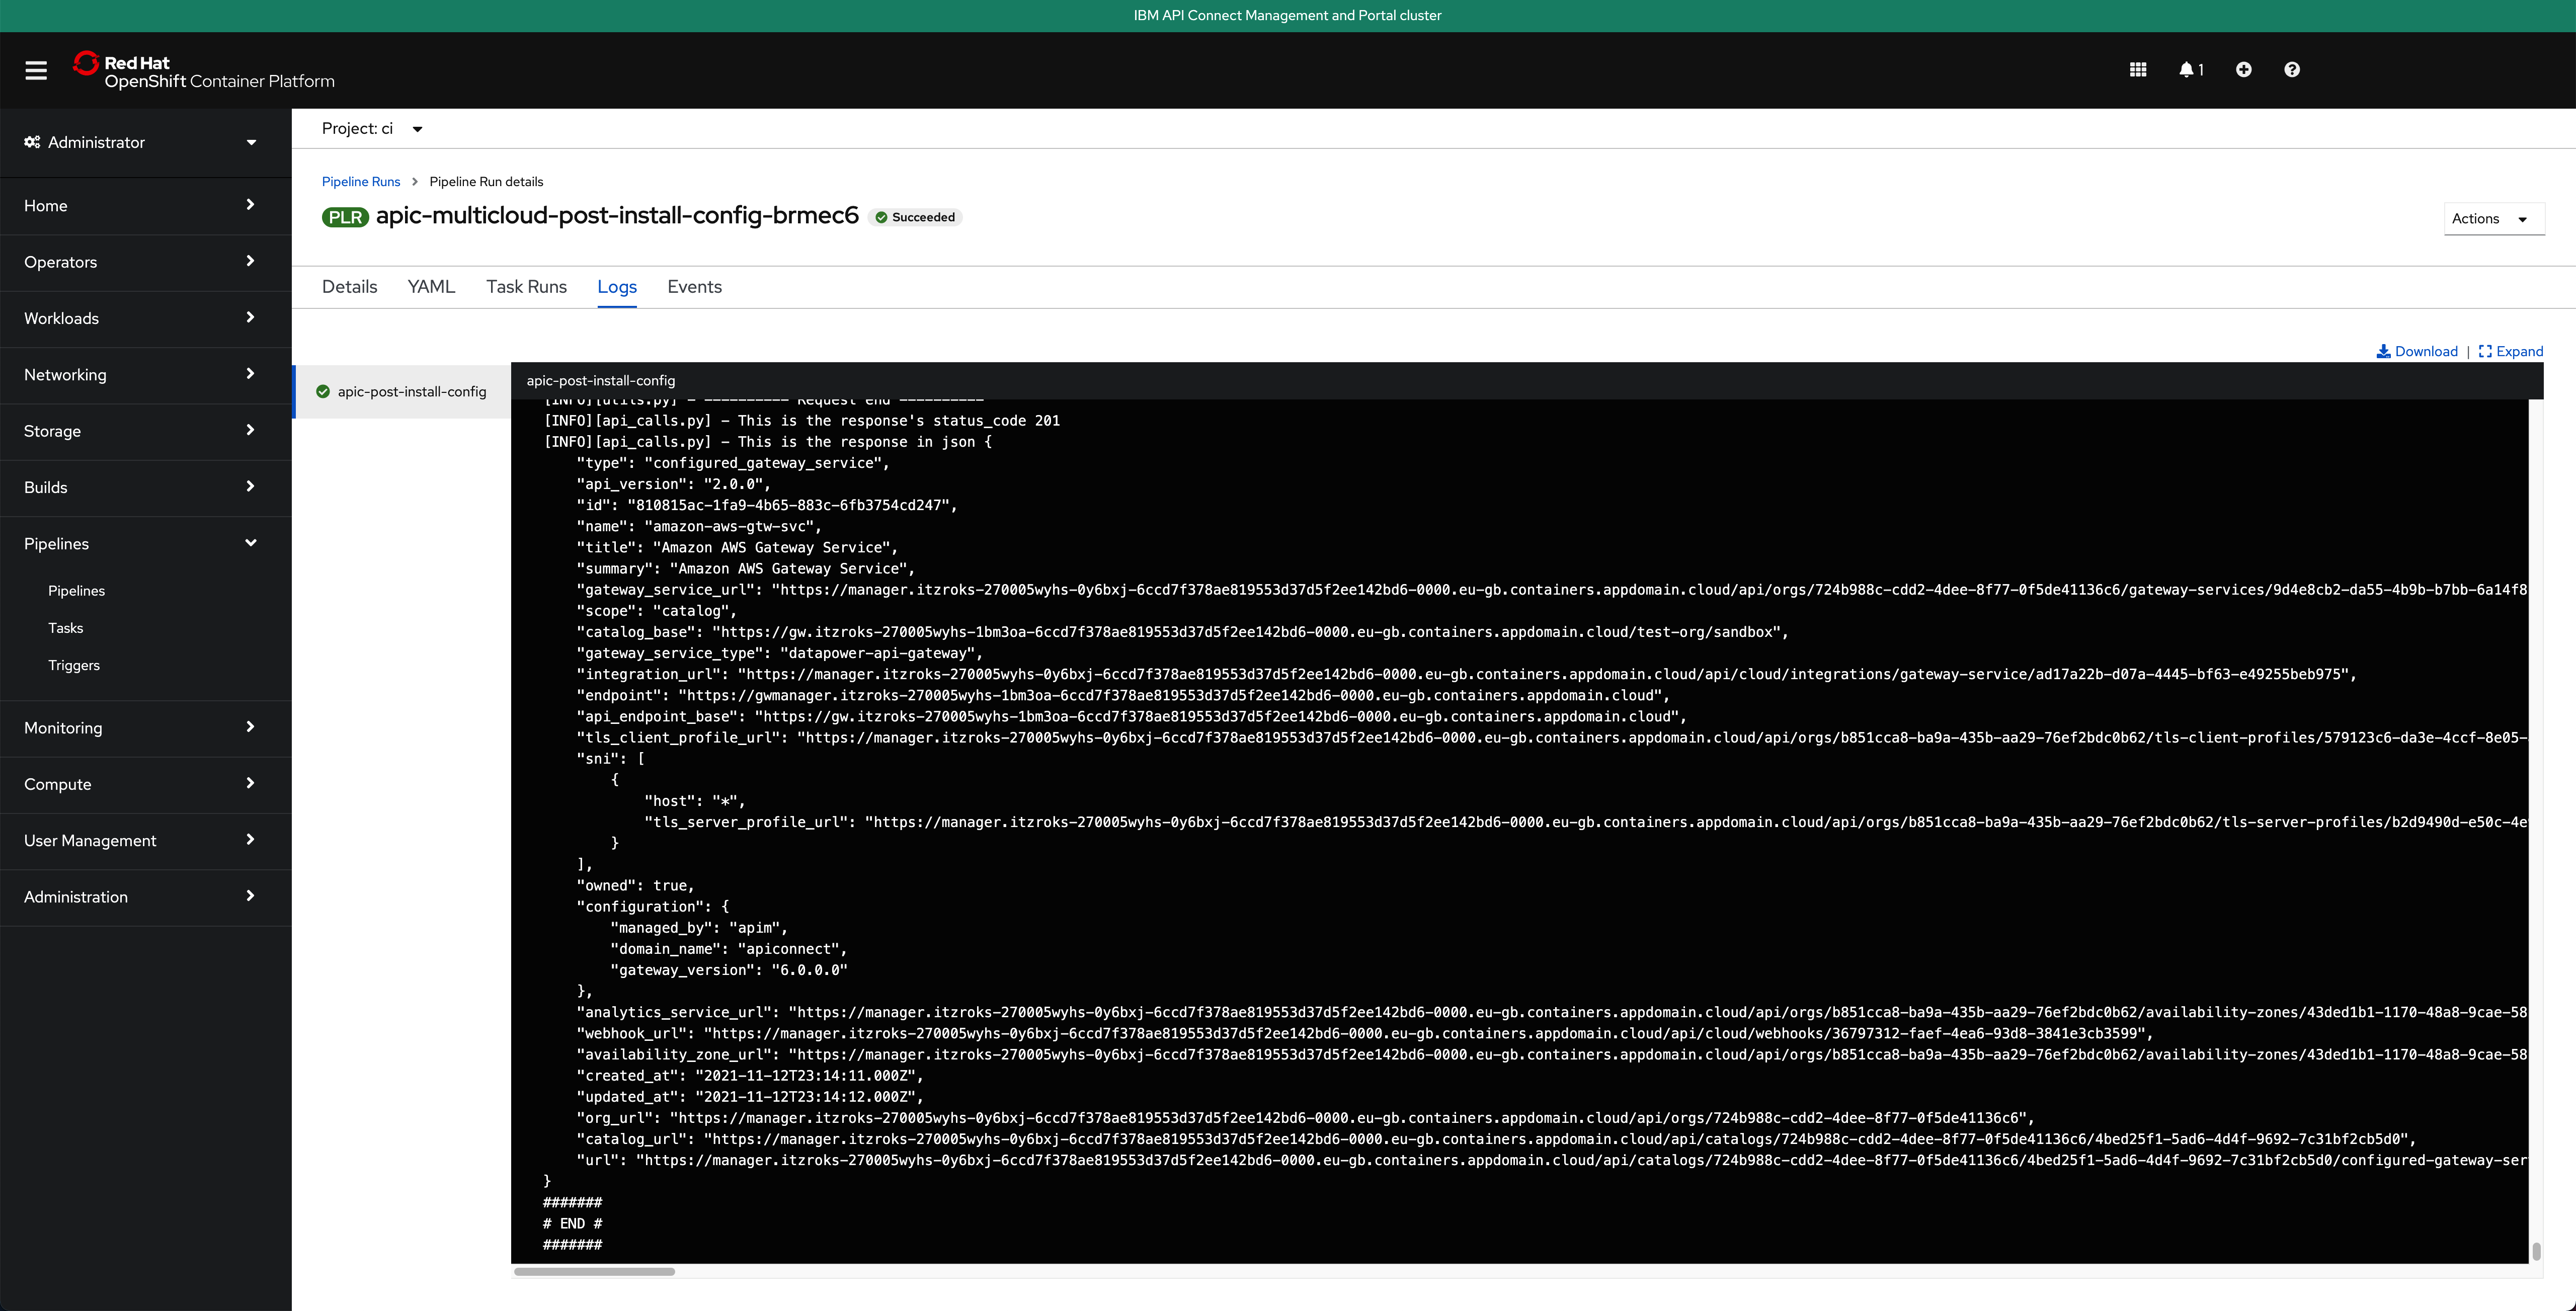 IBM API Connect Management and Portal cluster
Red Hat
OpenShift Container Platform
1
Administrator
Home
Operators
Workloads
Networking
Storage
Builds
Pipelines
Pipelines
Tasks
Triggers
Monitoring
Compute
User Management
Administration
Project: ci
Pipeline Runs > Pipeline Run details
PLR apic-multicloud-post-install-config-brmec6 Succeeded
Actions
Details YAML Task Runs Logs Events
Download | Expand
apic-post-install-config
apic-post-install-config
[INFO][utils.py] - ---------- Request end ----------
[INFO][api_calls.py] - This is the response's status_code 201
[INFO][api_calls.py] - This is the response in json {
"type": "configured_gateway_service",
"api_version": "2.0.0",
"id": "810815ac-1fa9-4b65-883c-6fb3754cd247",
"name": "amazon-aws-gtw-svc",
"title": "Amazon AWS Gateway Service",
"summary": "Amazon AWS Gateway Service",
"gateway_service_url": "https://manager.itzroks-270005wyhs-0y6bxj-6ccd7f378ae819553d37d5f2ee142bd6-0000.eu-gb.containers.appdomain.cloud/api/orgs/724b988c-cdd2-4dee-8f77-0f5de41136c6/gateway-services/9d4e8cb2-da55-4b9b-b7bb-6a14f8
"scope": "catalog",
"catalog_base": "https://gw.itzroks-270005wyhs-1bm3oa-6ccd7f378ae819553d37d5f2ee142bd6-0000.eu-gb.containers.appdomain.cloud/test-org/sandbox",
"gateway_service_type": "datapower-api-gateway",
"integration_url": "https://manager.itzroks-270005wyhs-0y6bxj-6ccd7f378ae819553d37d5f2ee142bd6-0000.eu-gb.containers.appdomain.cloud/api/cloud/integrations/gateway-service/ad17a22b-d07a-4445-bf63-e49255beb975",
"endpoint": "https://gwmanager.itzroks-270005wyhs-1bm3oa-6ccd7f378ae819553d37d5f2ee142bd6-0000.eu-gb.containers.appdomain.cloud",
"api_endpoint_base": "https://gw.itzroks-270005wyhs-1bm3oa-6ccd7f378ae819553d37d5f2ee142bd6-0000.eu-gb.containers.appdomain.cloud",
"tls_client_profile_url": "https://manager.itzroks-270005wyhs-0y6bxj-6ccd7f378ae819553d37d5f2ee142bd6-0000.eu-gb.containers.appdomain.cloud/api/orgs/b851cca8-ba9a-435b-aa29-76ef2bdc0b62/tls-client-profiles/579123c6-da3e-4ccf-8e05-
"sni": [
{
"host": "*",
"tls_server_profile_url": "https://manager.itzroks-270005wyhs-0y6bxj-6ccd7f378ae819553d37d5f2ee142bd6-0000.eu-gb.containers.appdomain.cloud/api/orgs/b851cca8-ba9a-435b-aa29-76ef2bdc0b62/tls-server-profiles/b2d9490d-e50c-4e
}
],
"owned": true,
"configuration": {
"managed_by": "apim",
"domain_name": "apiconnect",
"gateway_version": "6.0.0.0"
},
"analytics_service_url": "https://manager.itzroks-270005wyhs-0y6bxj-6ccd7f378ae819553d37d5f2ee142bd6-0000.eu-gb.containers.appdomain.cloud/api/orgs/b851cca8-ba9a-435b-aa29-76ef2bdc0b62/availability-zones/43ded1b1-1170-48a8-9cae-58
"webhook_url": "https://manager.itzroks-270005wyhs-0y6bxj-6ccd7f378ae819553d37d5f2ee142bd6-0000.eu-gb.containers.appdomain.cloud/api/cloud/webhooks/36797312-faef-4ea6-93d8-3841e3cb3599",
"availability_zone_url": "https://manager.itzroks-270005wyhs-0y6bxj-6ccd7f378ae819553d37d5f2ee142bd6-0000.eu-gb.containers.appdomain.cloud/api/orgs/b851cca8-ba9a-435b-aa29-76ef2bdc0b62/availability-zones/43ded1b1-1170-48a8-9cae-58
"created_at": "2021-11-12T23:14:11.000Z",
"updated_at": "2021-11-12T23:14:12.000Z",
"org_url": "https://manager.itzroks-270005wyhs-0y6bxj-6ccd7f378ae819553d37d5f2ee142bd6-0000.eu-gb.containers.appdomain.cloud/api/orgs/724b988c-cdd2-4dee-8f77-0f5de41136c6",
"catalog_url": "https://manager.itzroks-270005wyhs-0y6bxj-6ccd7f378ae819553d37d5f2ee142bd6-0000.eu-gb.containers.appdomain.cloud/api/catalogs/724b988c-cdd2-4dee-8f77-0f5de41136c6/4bed25f1-5ad6-4d4f-9692-7c31bf2cb5d0",
"url": "https://manager.itzroks-270005wyhs-0y6bxj-6ccd7f378ae819553d37d5f2ee142bd6-0000.eu-gb.containers.appdomain.cloud/api/catalogs/724b988c-cdd2-4dee-8f77-0f5de41136c6/4bed25f1-5ad6-4d4f-9692-7c31bf2cb5d0/configured-gateway-ser
}
#######
# END #
#######